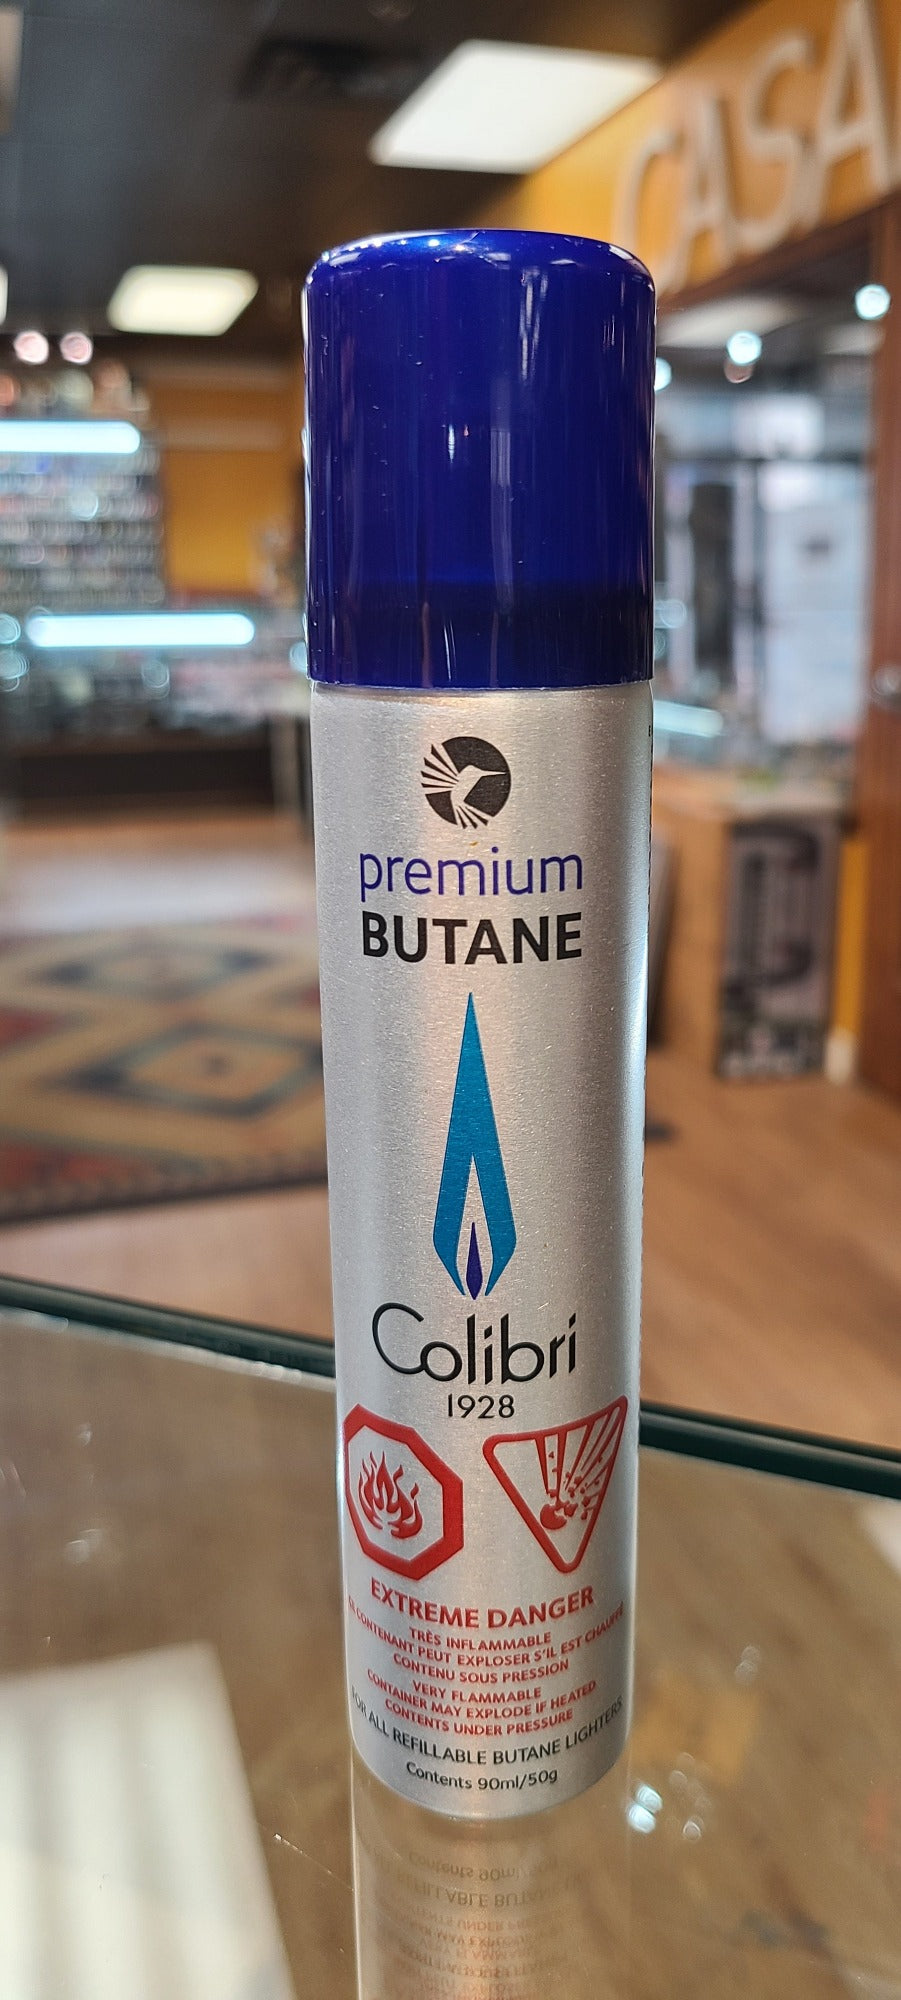 CASA
premium
BUTANE
Colibri
1928
EXTREME DANGER
TRÈS INFLAMMABLE
CONTENANT PEUT EXPLOSER S'IL EST CHAUFFÉ
CONTENU SOUS PRESSION
VERY FLAMMABLE
CONTAINER MAY EXPLODE IF HEATED
CONTENTS UNDER PRESSURE
FOR ALL REFILLABLE BUTANE LIGHTERS
Contents 90ml/50g